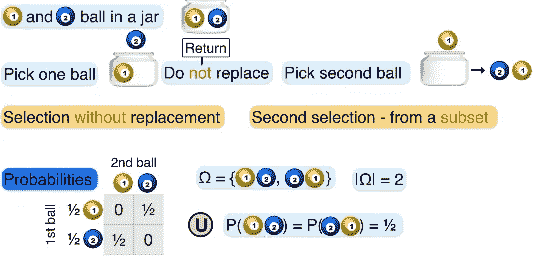 1 and 2 ball in a jar
1 2
2
Return
1
Pick one ball
1
Do not replace
Pick second ball
2 1
Selection without replacement
Second selection - from a subset
2nd ball
Probabilities
1 2
Ω = {1 2, 2 1}
|Ω| = 2
1st ball
½ 1 0 ½
½ 2 ½ 0
U
P(1 2) = P(2 1) = ½